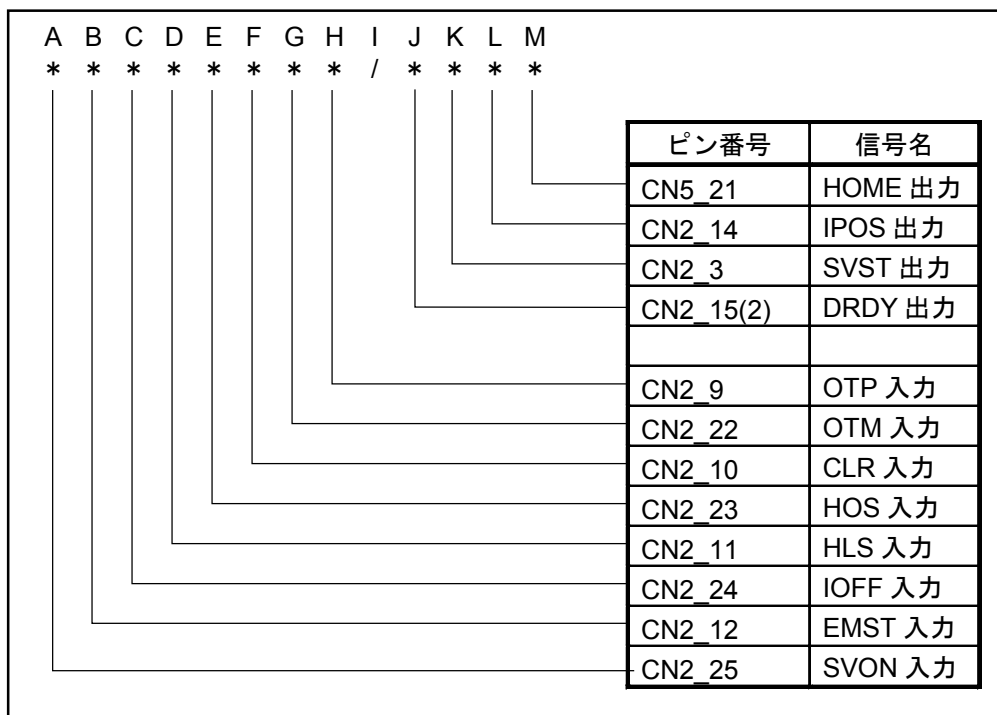 A B C D E F G H I J K L M
* * * * * * * * / * * * *
ピン番号 信号名
CN5_21 HOME 出力
CN2_14 IPOS 出力
CN2_3 SVST 出力
CN2_15(2) DRDY 出力
CN2_9 OTP 入力
CN2_22 OTM 入力
CN2_10 CLR 入力
CN2_23 HOS 入力
CN2_11 HLS 入力
CN2_24 IOFF 入力
CN2_12 EMST 入力
CN2_25 SVON 入力